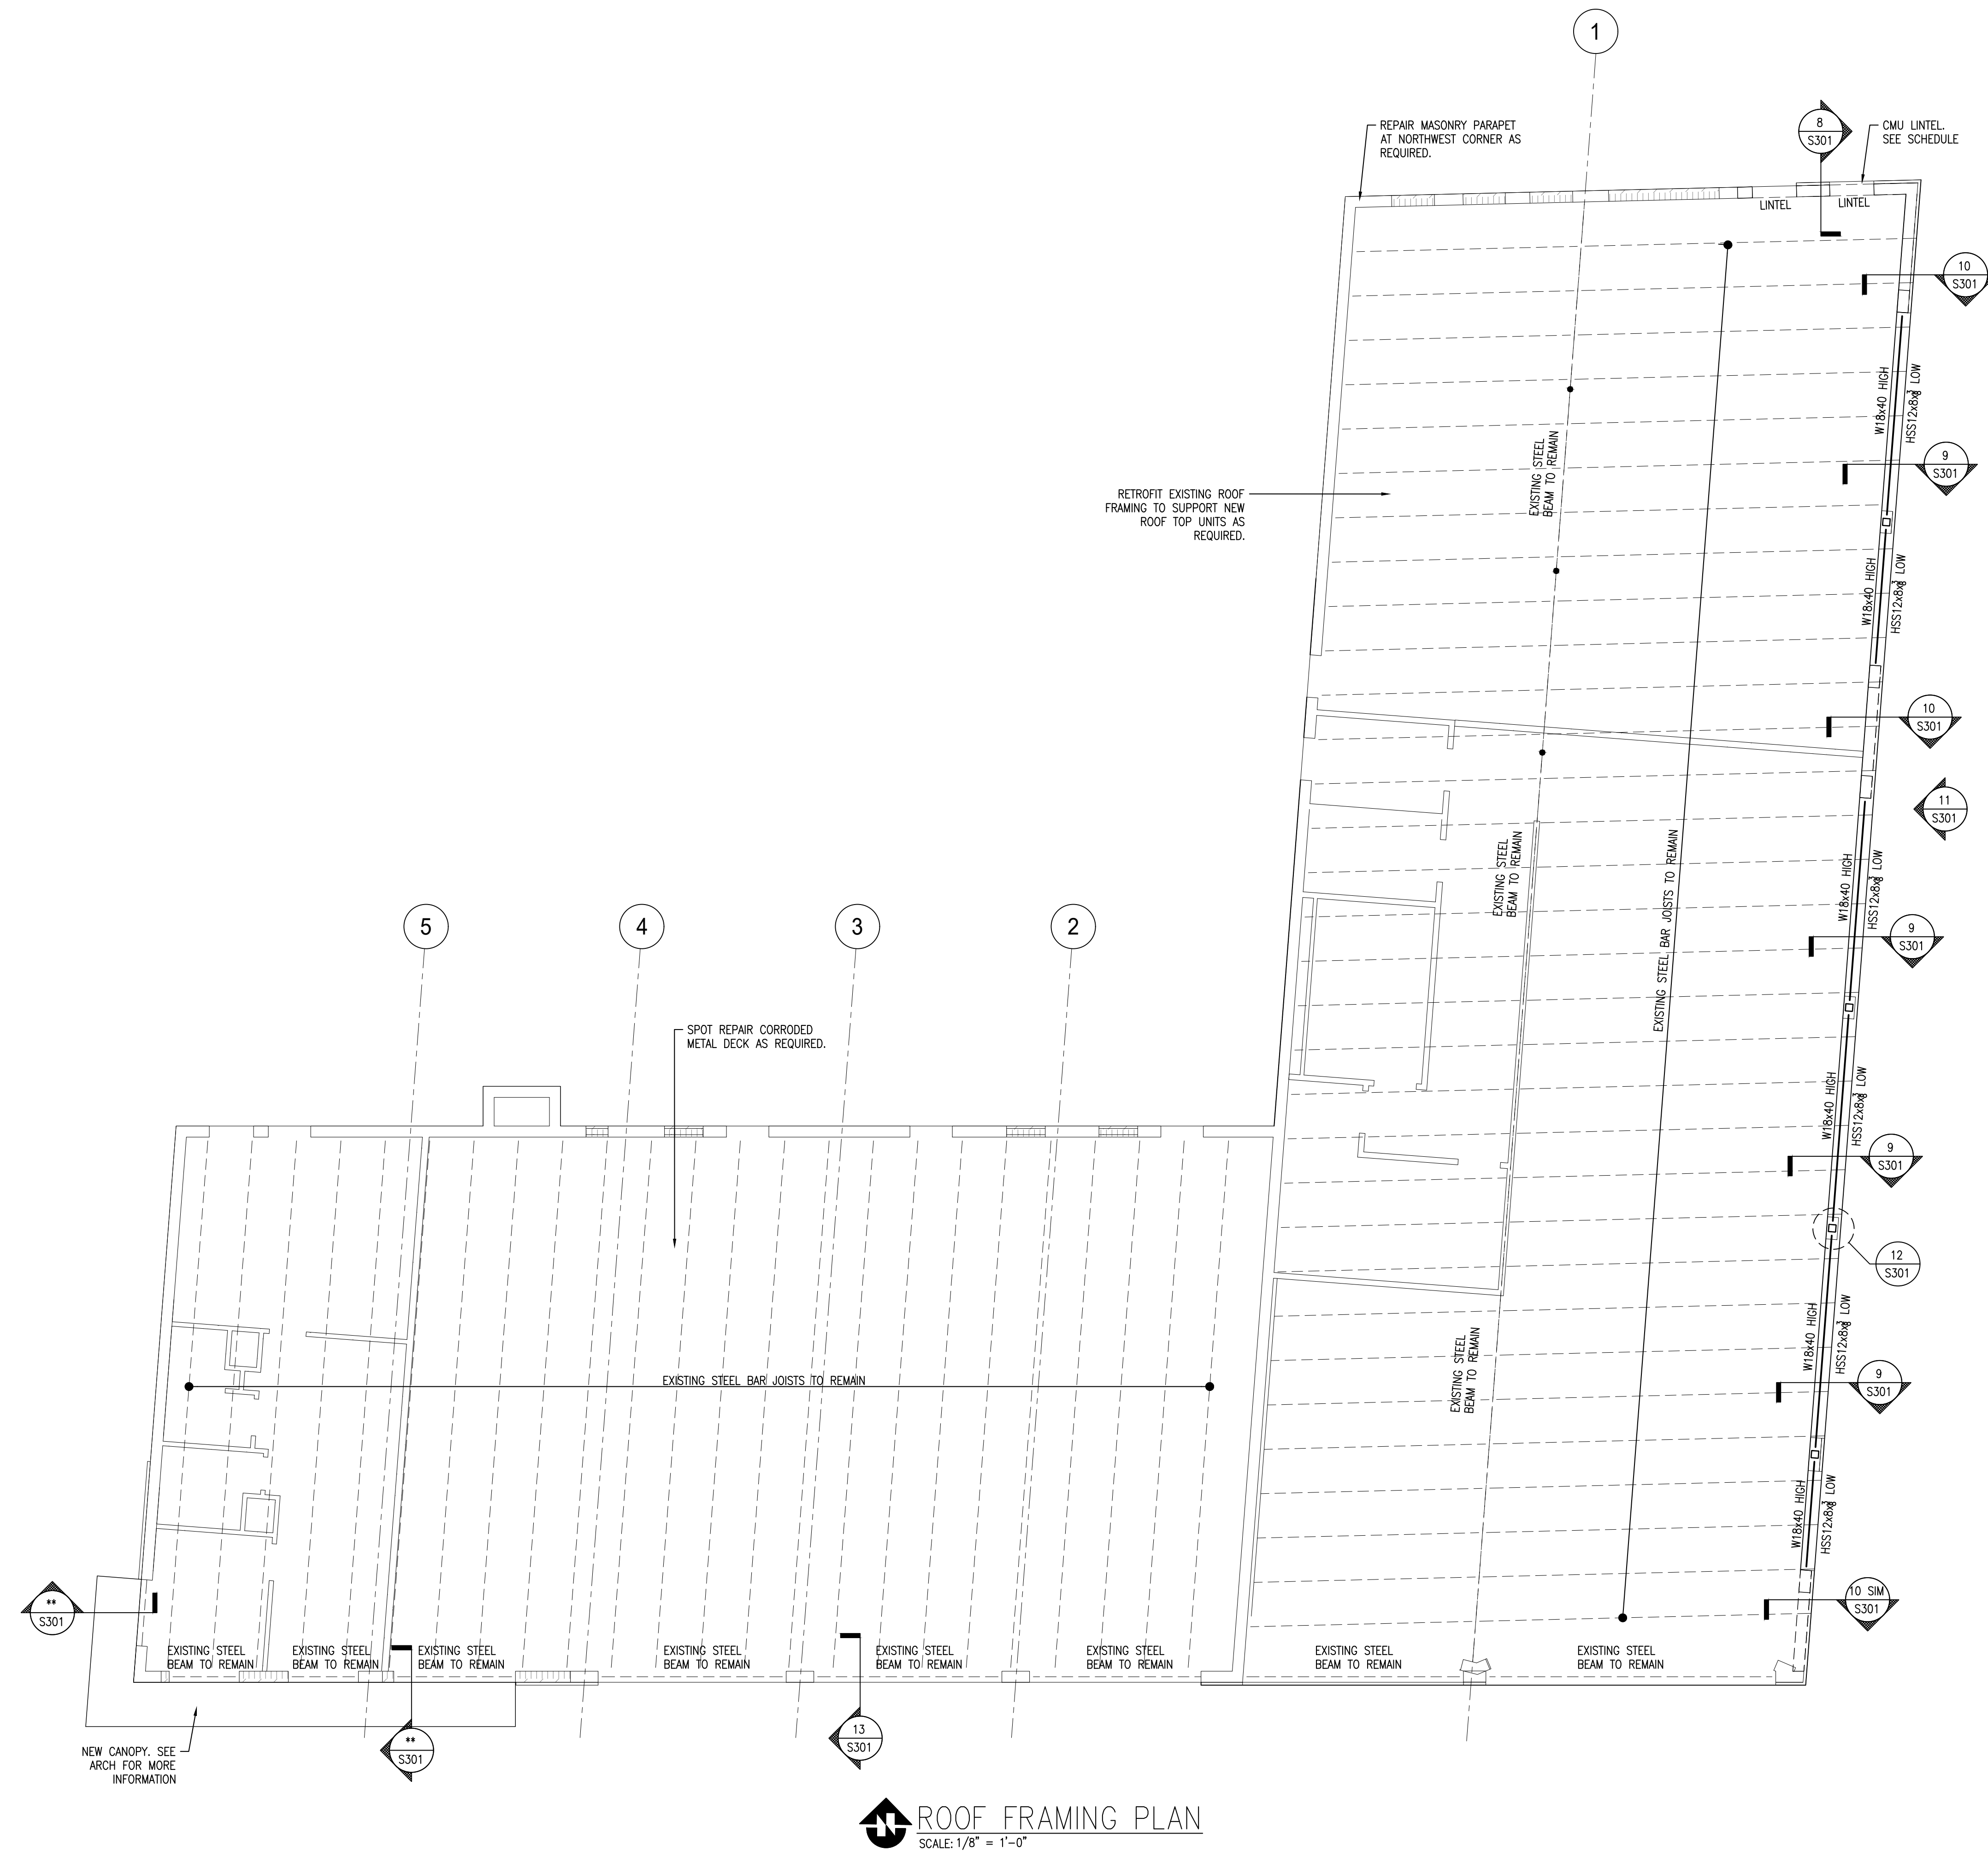 1
REPAIR MASONRY PARAPET
AT NORTHWEST CORNER AS
REQUIRED.
8
S301
CMU LINTEL.
SEE SCHEDULE
LINTEL
LINTEL
10
S301
W18x40 HIGH
HSS12x8x3/8 LOW
EXISTING STEEL
BEAM TO REMAIN
9
S301
RETROFIT EXISTING ROOF
FRAMING TO SUPPORT NEW
ROOF TOP UNITS AS
REQUIRED.
W18x40 HIGH
HSS12x8x3/8 LOW
10
S301
11
S301
EXISTING STEEL
BEAM TO REMAIN
EXISTING STEEL BAR JOISTS TO REMAIN
W18x40 HIGH
HSS12x8x3/8 LOW
5
4
3
2
9
S301
SPOT REPAIR CORRODED
METAL DECK AS REQUIRED.
W18x40 HIGH
HSS12x8x3/8 LOW
9
S301
12
S301
EXISTING STEEL
BEAM TO REMAIN
W18x40 HIGH
HSS12x8x3/8 LOW
EXISTING STEEL BAR JOISTS TO REMAIN
9
S301
W18x40 HIGH
HSS12x8x3/8 LOW
10 SIM
S301
**
S301
EXISTING STEEL
BEAM TO REMAIN
EXISTING STEEL
BEAM TO REMAIN
EXISTING STEEL
BEAM TO REMAIN
EXISTING STEEL
BEAM TO REMAIN
EXISTING STEEL
BEAM TO REMAIN
EXISTING STEEL
BEAM TO REMAIN
EXISTING STEEL
BEAM TO REMAIN
EXISTING STEEL
BEAM TO REMAIN
**
S301
13
S301
NEW CANOPY. SEE
ARCH FOR MORE
INFORMATION
N
ROOF FRAMING PLAN
SCALE: 1/8" = 1'-0"